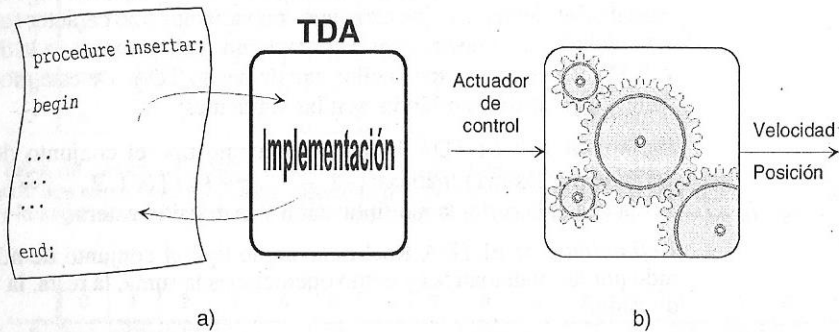 procedure insertar;
begin
....
...
end;
TDA
Implementación
a)
Actuador
de
control
Velocidad
Posición
b)